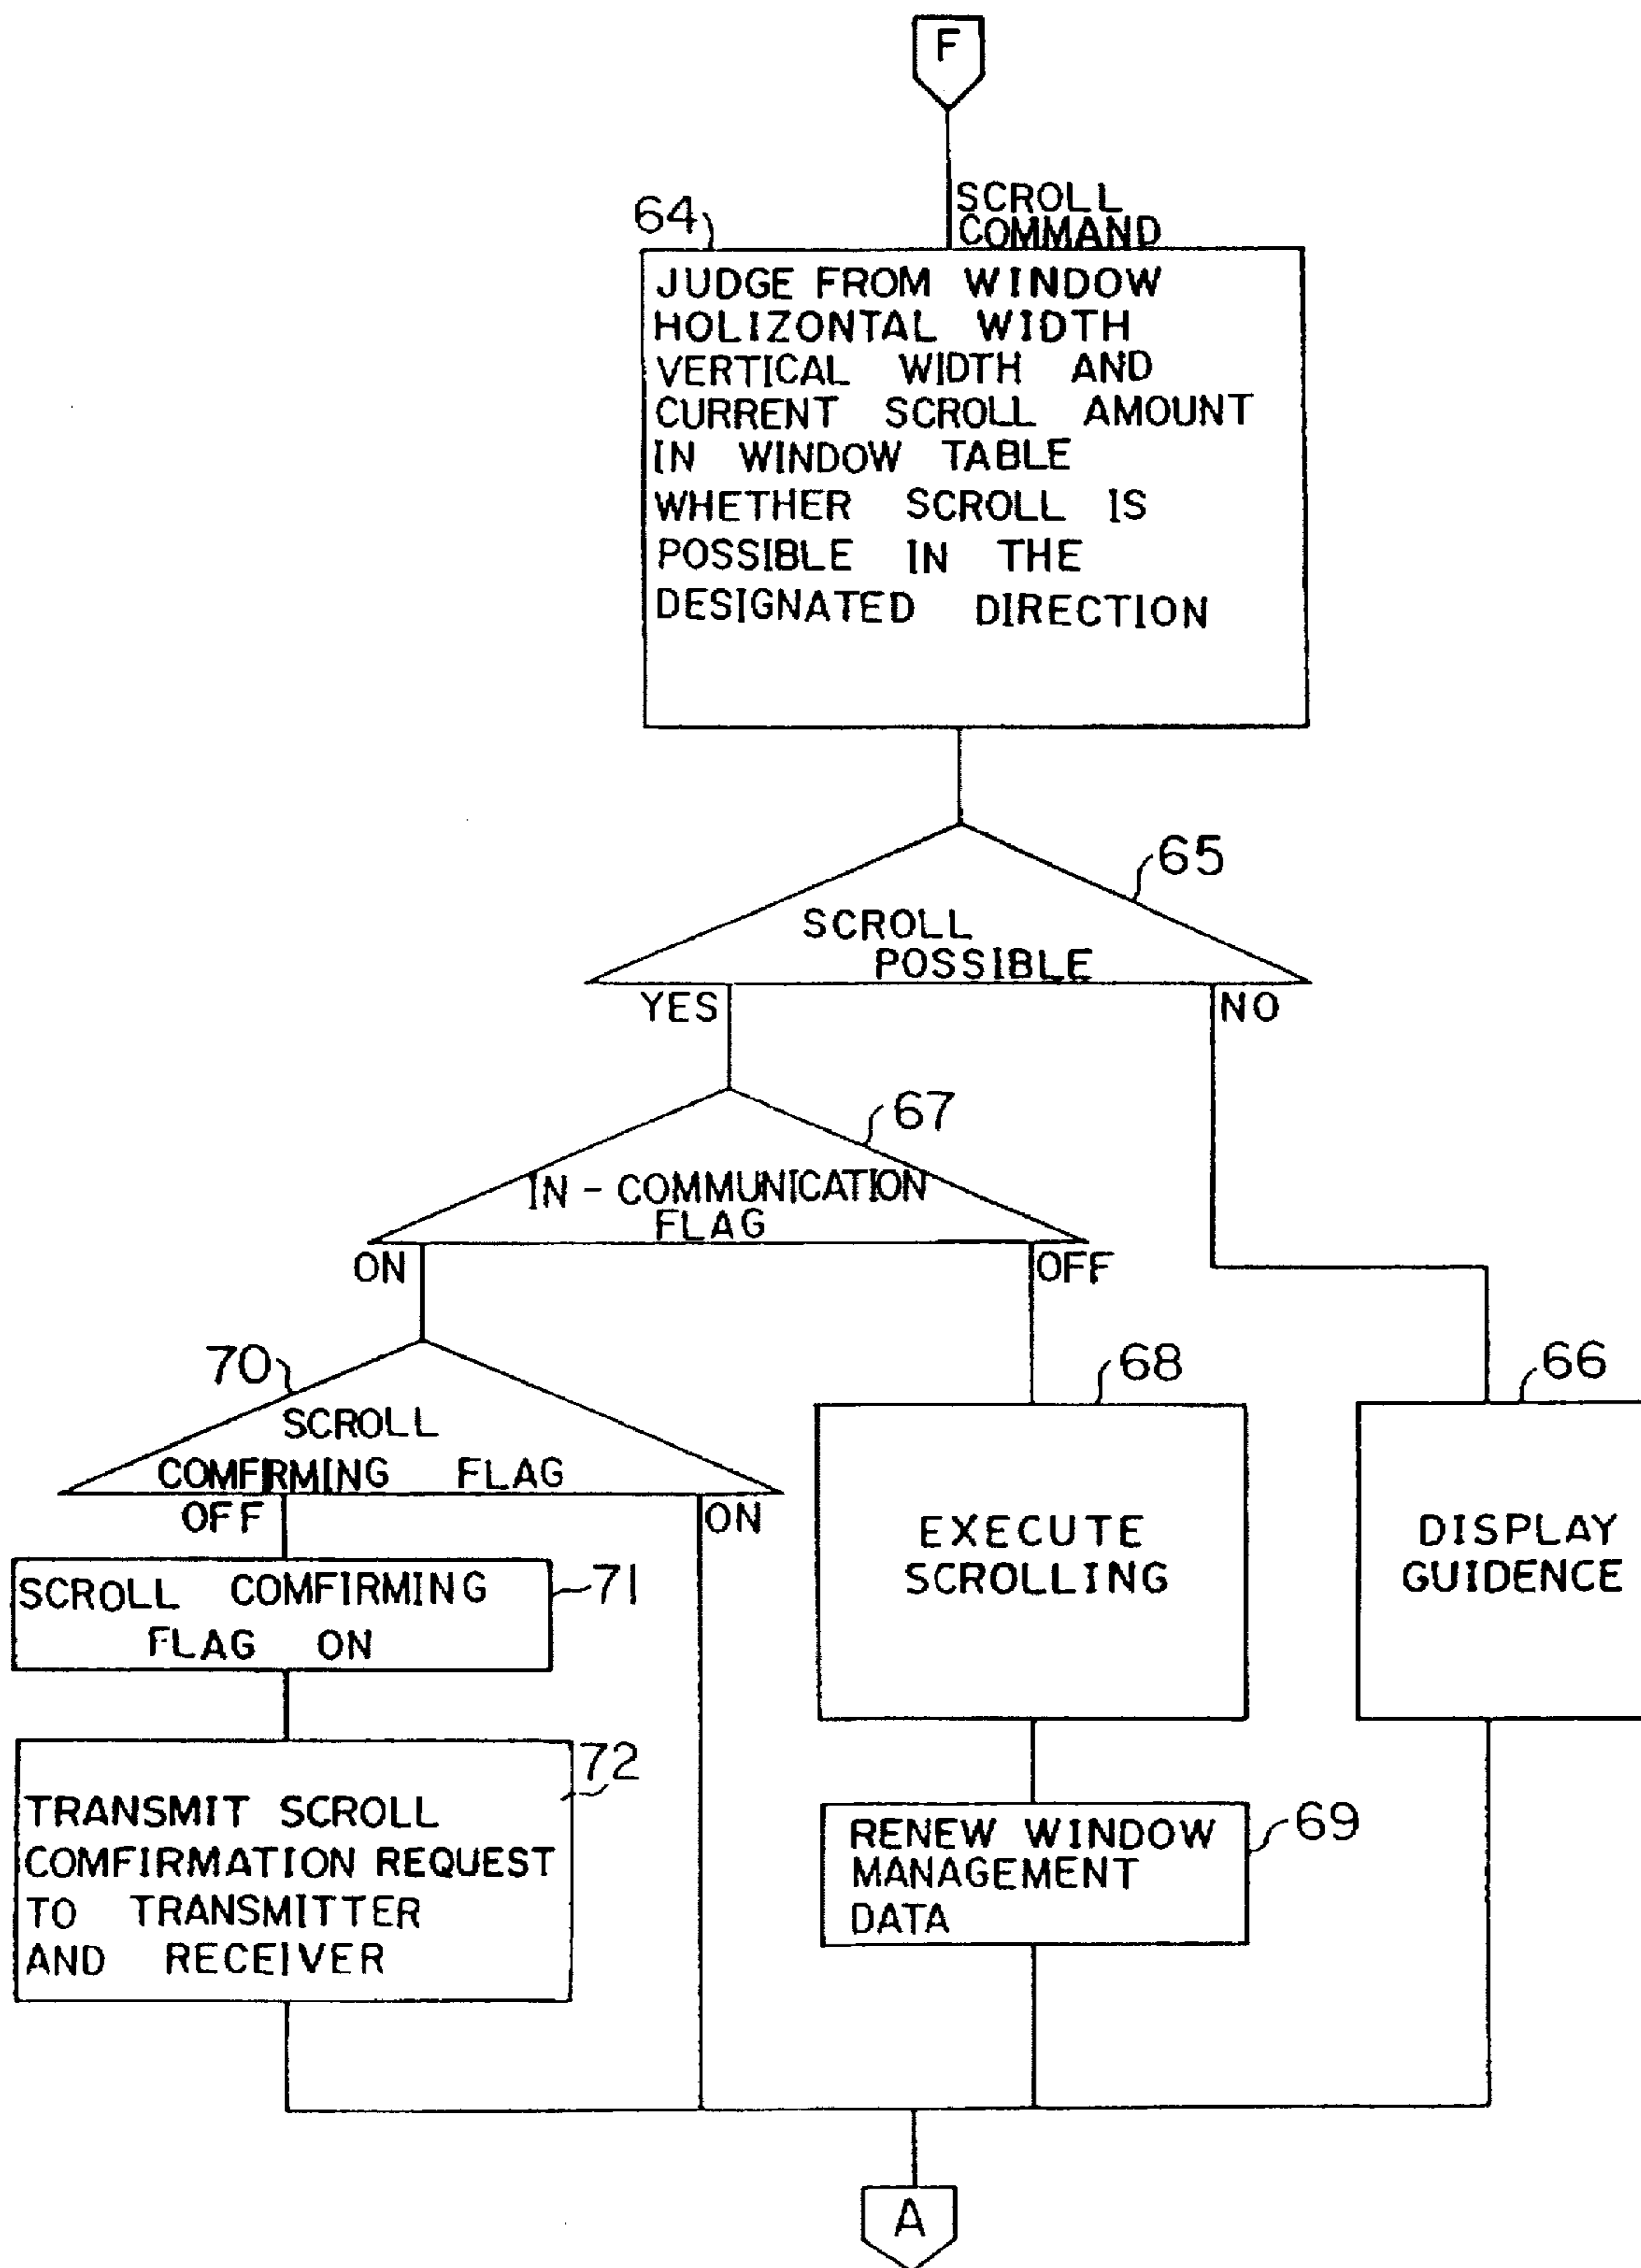 F
SCROLL
COMMAND
64
JUDGE FROM WINDOW
HOLIZONTAL WIDTH
VERTICAL WIDTH AND
CURRENT SCROLL AMOUNT
IN WINDOW TABLE
WHETHER SCROLL IS
POSSIBLE IN THE
DESIGNATED DIRECTION
65
SCROLL
POSSIBLE
YES
NO
67
IN - COMMUNICATION
FLAG
ON
OFF
70
SCROLL
COMFIRMING FLAG
OFF
ON
68
EXECUTE
SCROLLING
66
DISPLAY
GUIDENCE
71
SCROLL COMFIRMING
FLAG ON
72
TRANSMIT SCROLL
COMFIRMATION REQUEST
TO TRANSMITTER
AND RECEIVER
69
RENEW WINDOW
MANAGEMENT
DATA
A